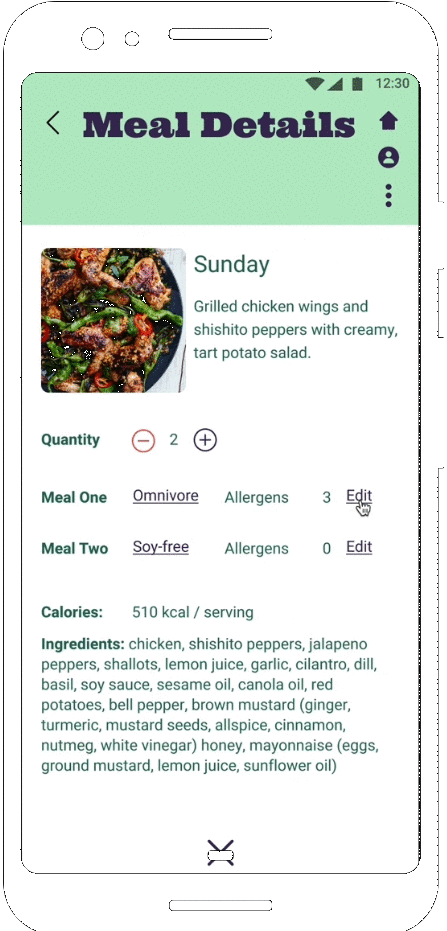 12:30
Meal Details
Sunday
Grilled chicken wings and
shishito peppers with creamy,
tart potato salad.
Quantity 2
Meal One Omnivore Allergens 3 Edit
Meal Two Soy-free Allergens 0 Edit
Calories: 510 kcal / serving
Ingredients: chicken, shishito peppers, jalapeno
peppers, shallots, lemon juice, garlic, cilantro, dill,
basil, soy sauce, sesame oil, canola oil, red
potatoes, bell pepper, brown mustard (ginger,
turmeric, mustard seeds, allspice, cinnamon,
nutmeg, white vinegar) honey, mayonnaise (eggs,
ground mustard, lemon juice, sunflower oil)